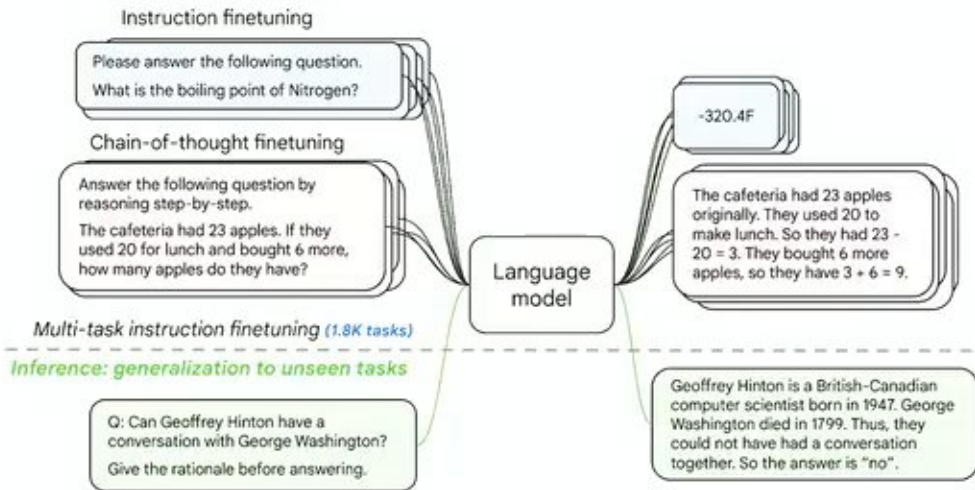 Instruction finetuning
Please answer the following question.
What is the boiling point of Nitrogen?
-320.4F
Chain-of-thought finetuning
Answer the following question by
reasoning step-by-step.
The cafeteria had 23 apples. If they
used 20 for lunch and bought 6 more,
how many apples do they have?
Language
model
The cafeteria had 23 apples
originally. They used 20 to
make lunch. So they had 23 -
20 = 3. They bought 6 more
apples, so they have 3 + 6 = 9.
Multi-task instruction finetuning (1.8K tasks)
Inference: generalization to unseen tasks
Q: Can Geoffrey Hinton have a
conversation with George Washington?
Give the rationale before answering.
Geoffrey Hinton is a British-Canadian
computer scientist born in 1947. George
Washington died in 1799. Thus, they
could not have had a conversation
together. So the answer is “no”.